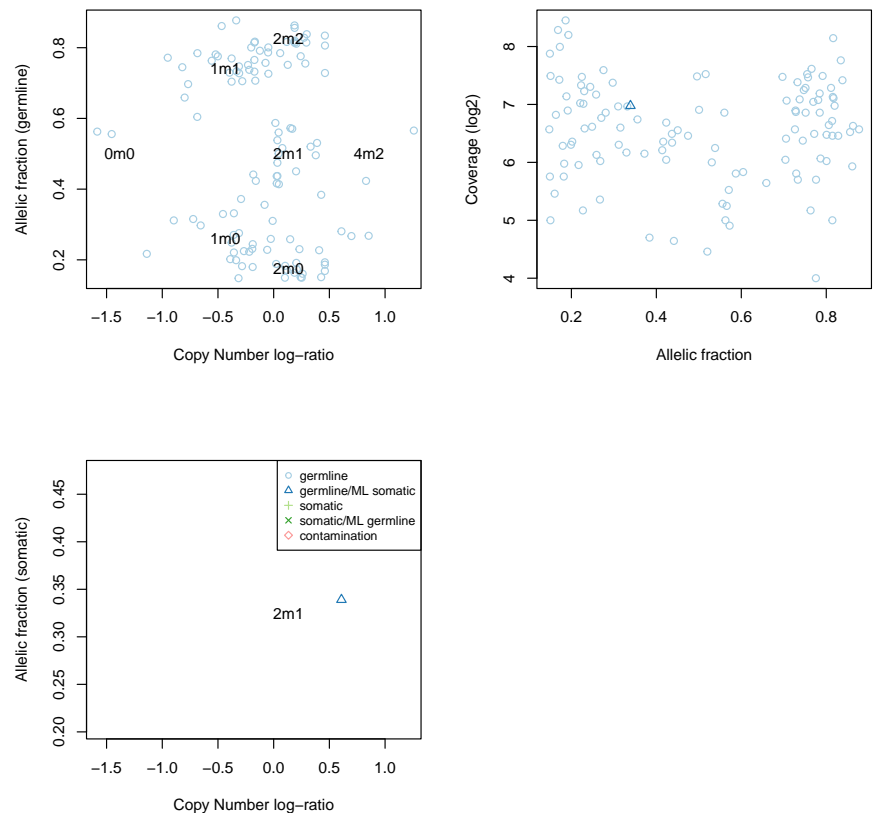 Allelic fraction (germline)
0.8
0.6
0.4
0.2
2m2
1m1
0m0
2m1
4m2
1m0
2m0
−1.5 −1.0 −0.5 0.0 0.5 1.0
Copy Number log−ratio
Coverage (log2)
8
7
6
5
4
0.2 0.4 0.6 0.8
Allelic fraction
Allelic fraction (somatic)
0.45
0.40
0.35
0.30
0.25
0.20
germline
germline/ML somatic
somatic
somatic/ML germline
contamination
2m1
−1.5 −1.0 −0.5 0.0 0.5 1.0
Copy Number log−ratio